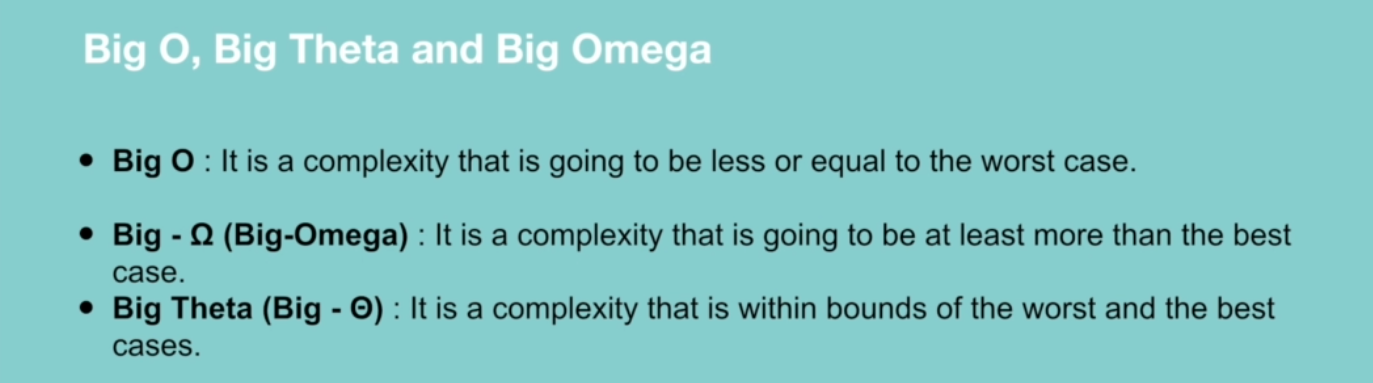 Big O, Big Theta and Big Omega
• Big O : It is a complexity that is going to be less or equal to the worst case.
• Big - Ω (Big-Omega) : It is a complexity that is going to be at least more than the best
case.
• Big Theta (Big - Θ) : It is a complexity that is within bounds of the worst and the best
cases.